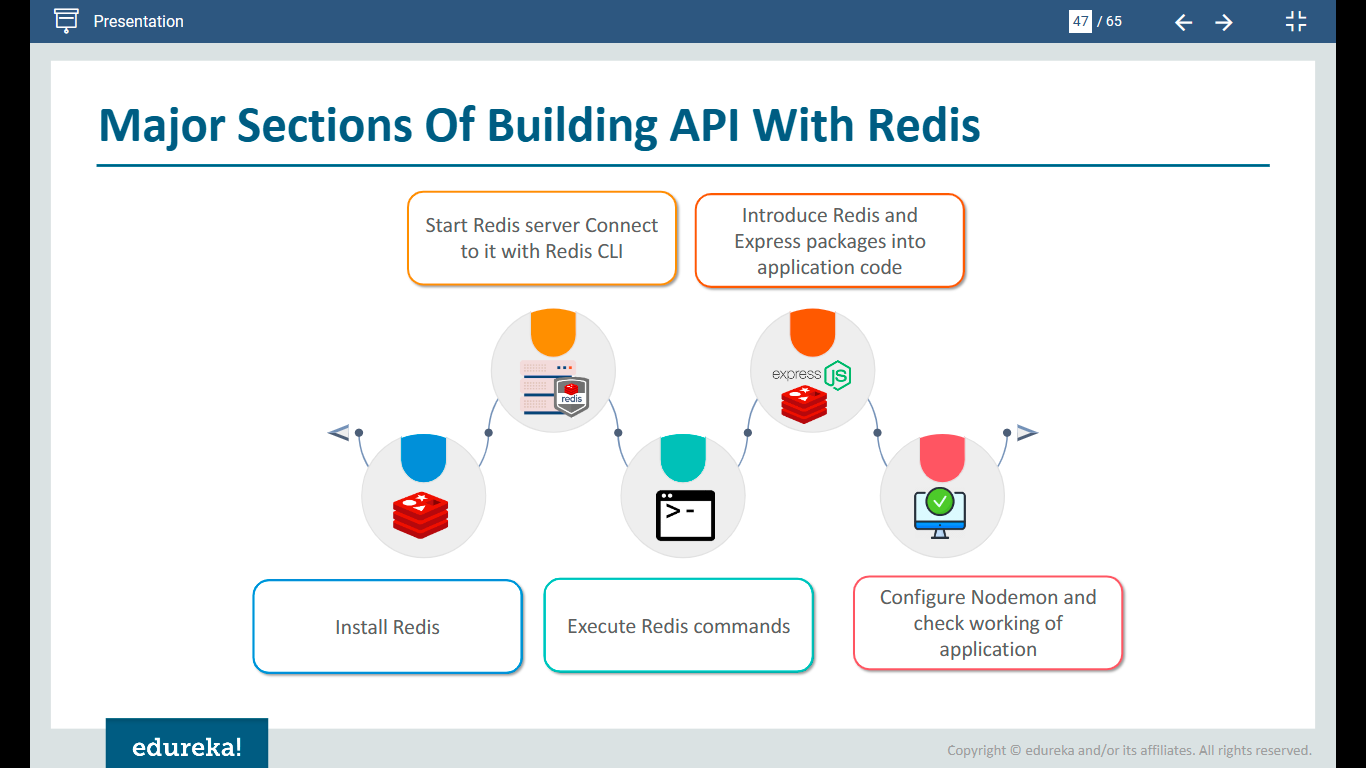 Presentation
47 / 65
Major Sections Of Building API With Redis
Start Redis server Connect
to it with Redis CLI
Introduce Redis and
Express packages into
application code
redis
express
JS
>-
Install Redis
Execute Redis commands
Configure Nodemon and
check working of
application
edureka!
Copyright © edureka and/or its affiliates. All rights reserved.